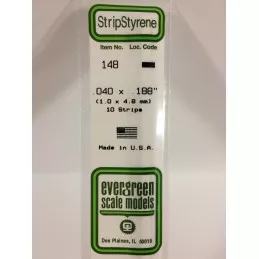 StripStyrene
Item No. Loc. Code
148
.040 x .188"
(1.0 x 4.8 mm)
10 Strips
Made in U.S.A.
evergreen
scale models
Des Plaines, IL 60018